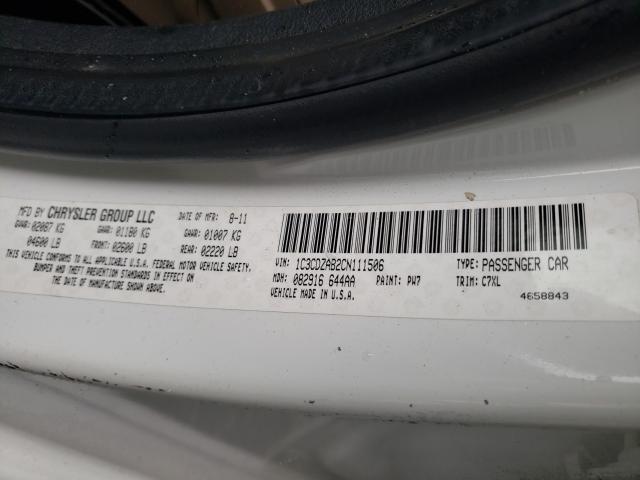 MFD BY CHRYSLER GROUP LLC DATE OF MFR: 8-11
GVWR: 02087 KG GAWR: 01180 KG GAWR: 01007 KG
04600 LB FRONT: 02600 LB REAR: 02220 LB
THIS VEHICLE CONFORMS TO ALL APPLICABLE U.S.A. FEDERAL MOTOR VEHICLE SAFETY,
BUMPER AND THEFT PREVENTION STANDARDS IN EFFECT ON
THE DATE OF MANUFACTURE SHOWN ABOVE.
VIN: 1C3CDZAB2CN111506 TYPE: PASSENGER CAR
MDH: 082916 644AA PAINT: PW7 TRIM: C7XL
VEHICLE MADE IN U.S.A. 4658843